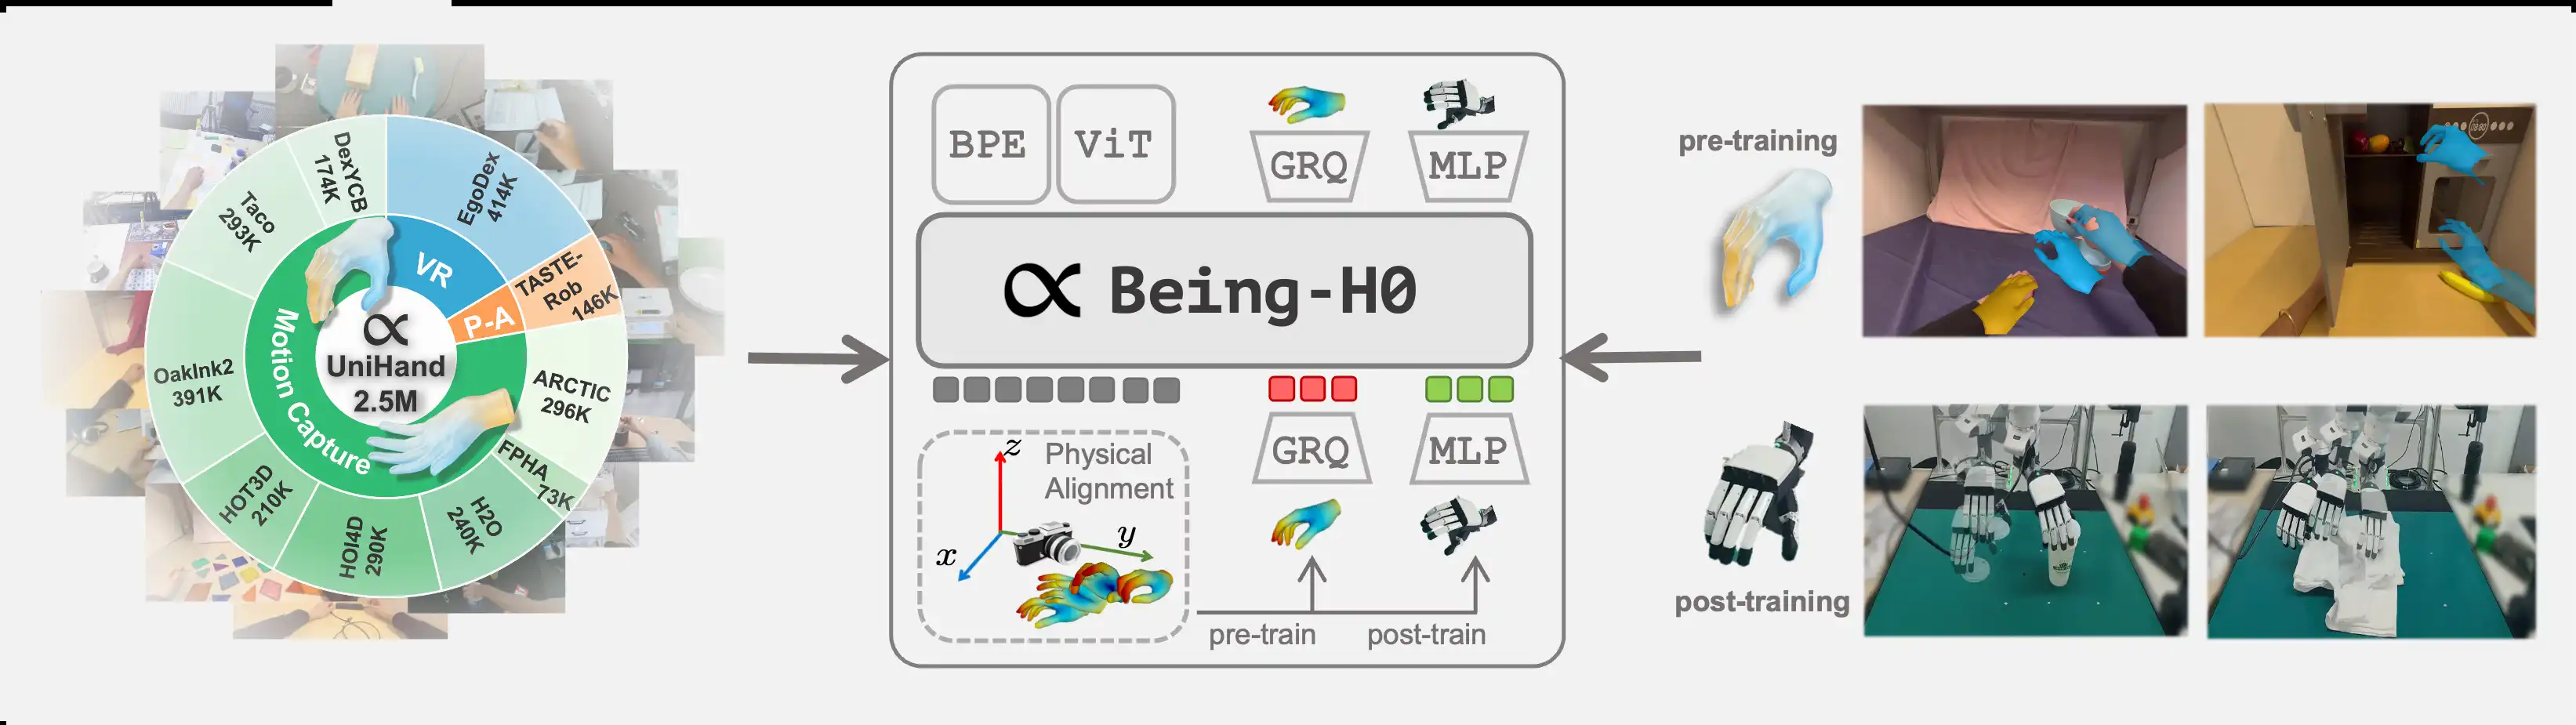 DexYCB
174K
EgoDex
414K
Taco
293K
VR
TASTE-
Rob
146K
P-A
∝
UniHand
2.5M
Motion Capture
OakInk2
391K
ARCTIC
296K
FPHA
73K
HOT3D
210K
HOI4D
290K
H2O
240K
BPE
ViT
GRQ
MLP
∝ Being-H0
z
Physical
Alignment
y
x
GRQ
MLP
pre-train
post-train
pre-training
post-training